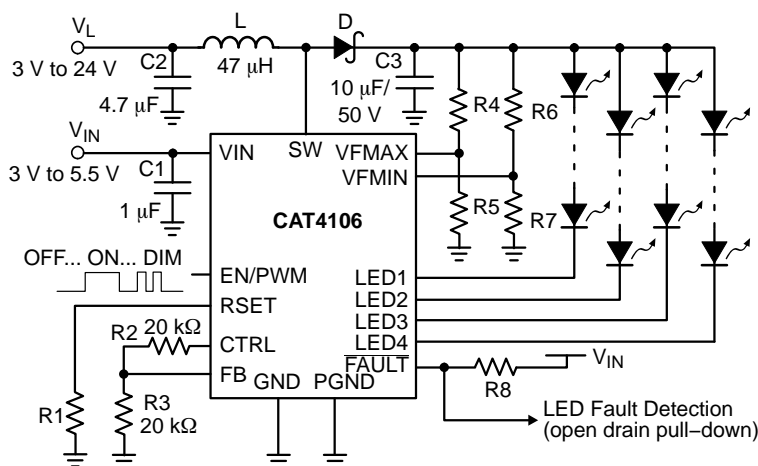 VL
L
D
3 V to 24 V
C2
47 µH
C3
4.7 µF
10 µF/
50 V
R4
R6
VIN
3 V to 5.5 V
C1
1 µF
VIN
SW
VFMAX
VFMIN
CAT4106
R5
R7
OFF... ON... DIM
EN/PWM
LED1
RSET
LED2
R2
20 kΩ
LED3
CTRL
LED4
FAULT
VIN
FB
GND
PGND
R8
R1
R3
20 kΩ
LED Fault Detection
(open drain pull–down)